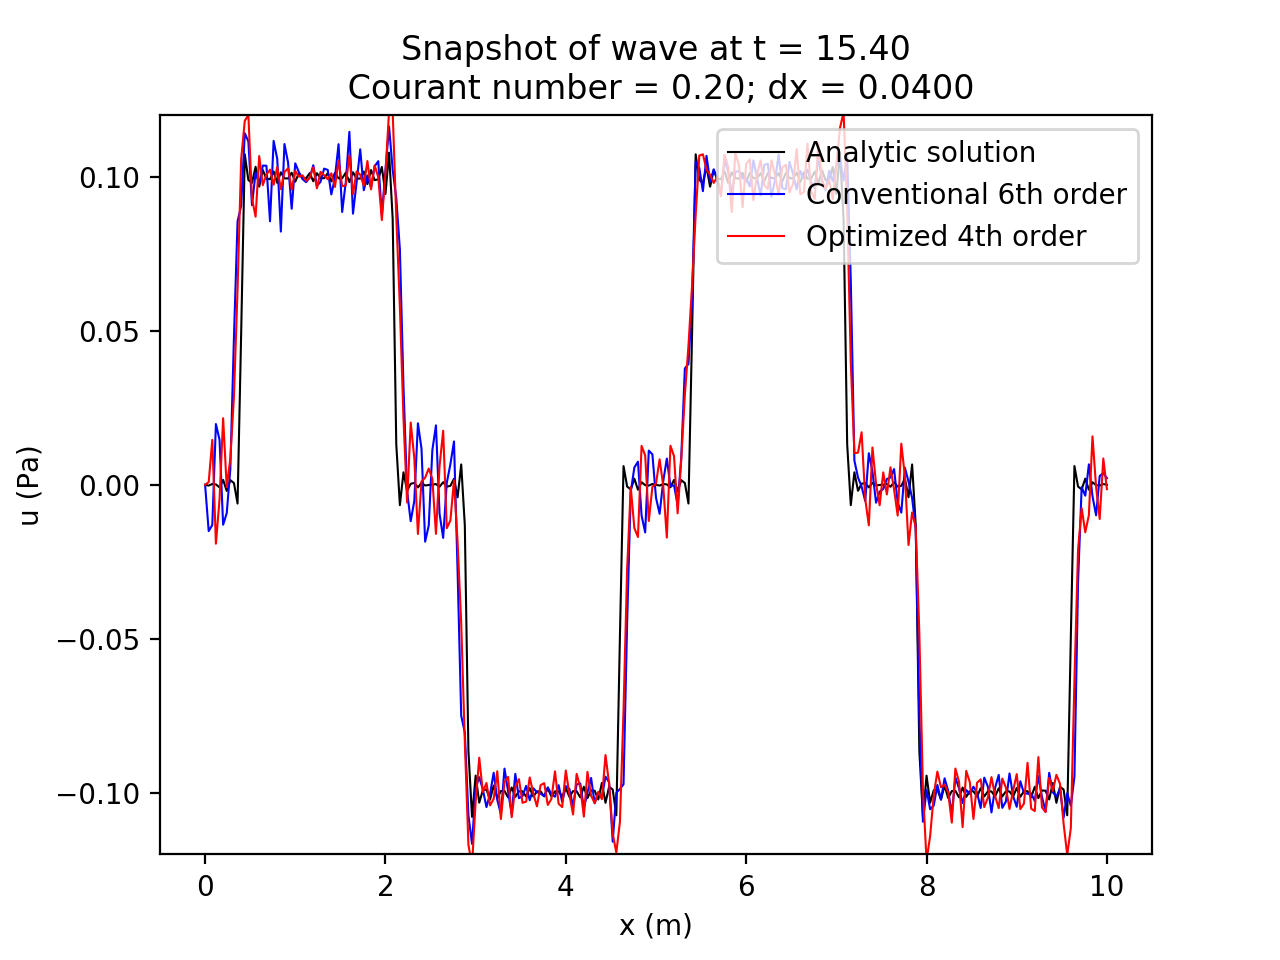 Snapshot of wave at t = 15.40
Courant number = 0.20; dx = 0.0400
Analytic solution
Conventional 6th order
Optimized 4th order
u (Pa)
0.10
0.05
0.00
−0.05
−0.10
0 2 4 6 8 10
x (m)